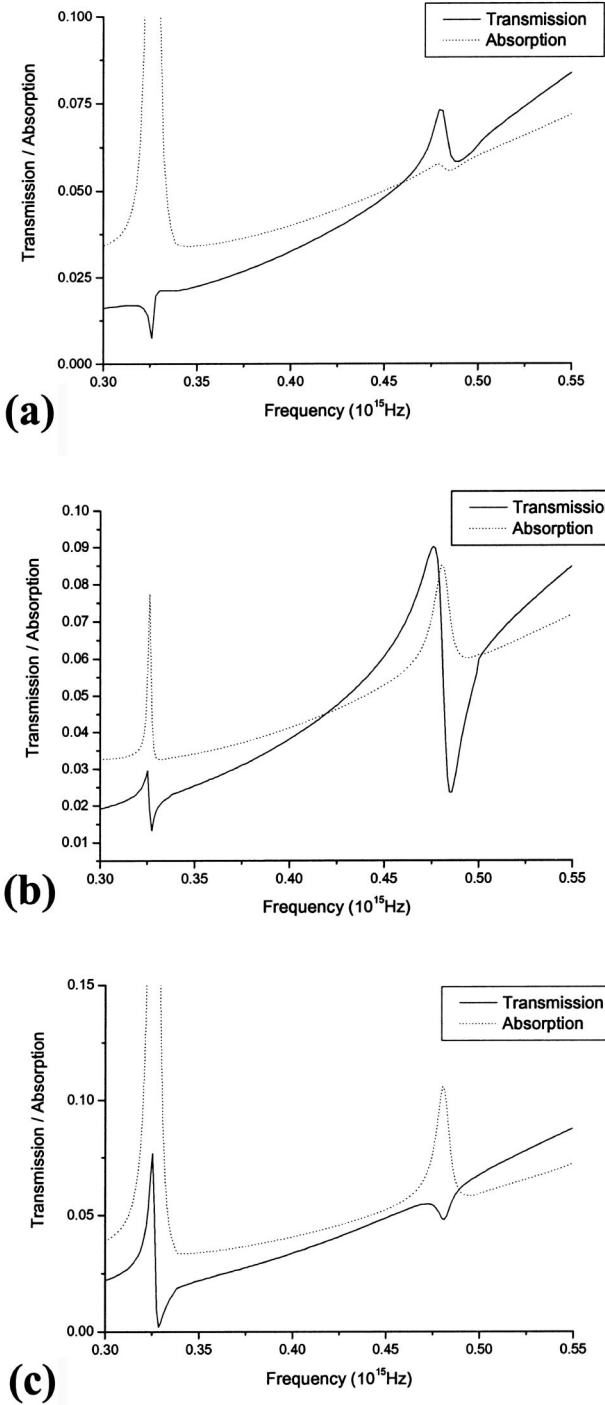 0.100
0.075
0.050
0.025
0.000
Transmission / Absorption
Transmission
Absorption
0.30 0.35 0.40 0.45 0.50 0.55
Frequency (10¹⁵Hz)
(a)
0.10
0.09
0.08
0.07
0.06
0.05
0.04
0.03
0.02
0.01
Transmission / Absorption
Transmission
Absorption
0.30 0.35 0.40 0.45 0.50 0.55
Frequency (10¹⁵Hz)
(b)
0.15
0.10
0.05
0.00
Transmission / Absorption
Transmission
Absorption
0.30 0.35 0.40 0.45 0.50 0.55
Frequency (10¹⁵Hz)
(c)